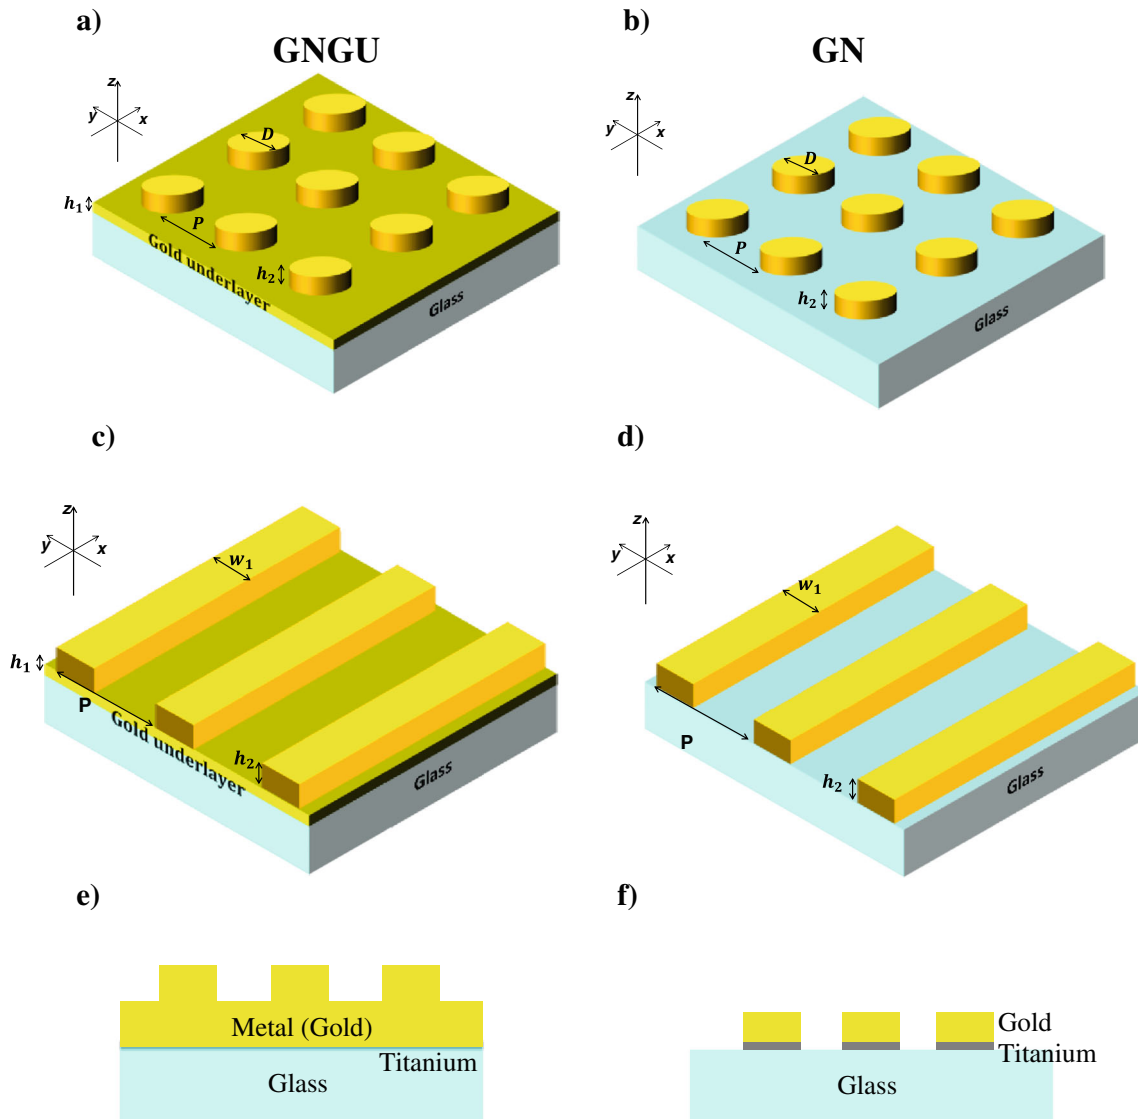 a)
GNGU
z
y
x
D
h₁
P
Gold underlayer
h₂
Glass
b)
GN
z
y
x
D
P
h₂
Glass
c)
z
y
x
w₁
h₁
P
Gold underlayer
h₂
Glass
d)
z
y
x
w₁
P
h₂
Glass
e)
Metal (Gold)
Titanium
Glass
f)
Gold
Titanium
Glass